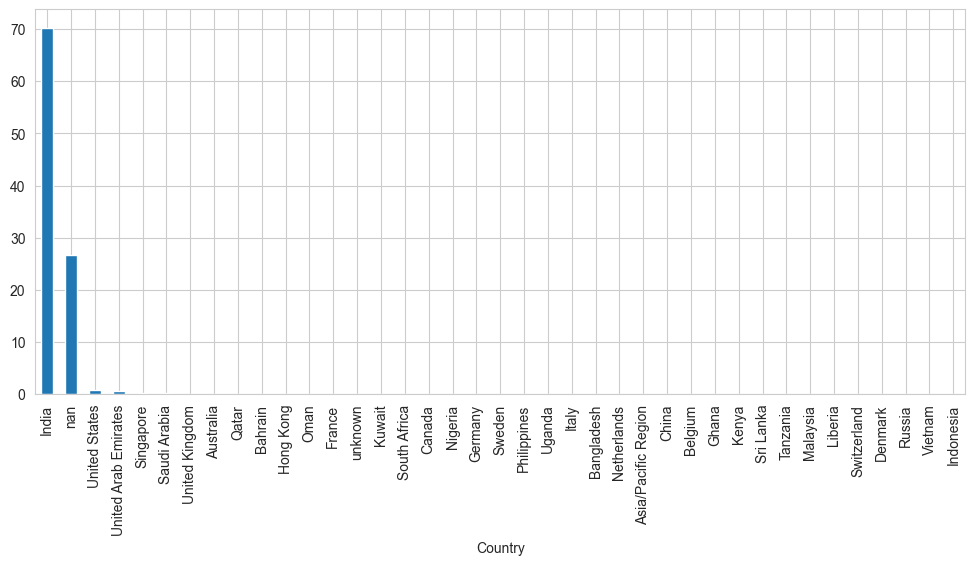 70
60
50
40
30
20
10
0
India
nan
United States
United Arab Emirates
Singapore
Saudi Arabia
United Kingdom
Australia
Qatar
Bahrain
Hong Kong
Oman
France
unknown
Kuwait
South Africa
Canada
Nigeria
Germany
Sweden
Philippines
Uganda
Italy
Bangladesh
Netherlands
Asia/Pacific Region
China
Belgium
Ghana
Kenya
Sri Lanka
Tanzania
Malaysia
Liberia
Switzerland
Denmark
Russia
Vietnam
Indonesia
Country